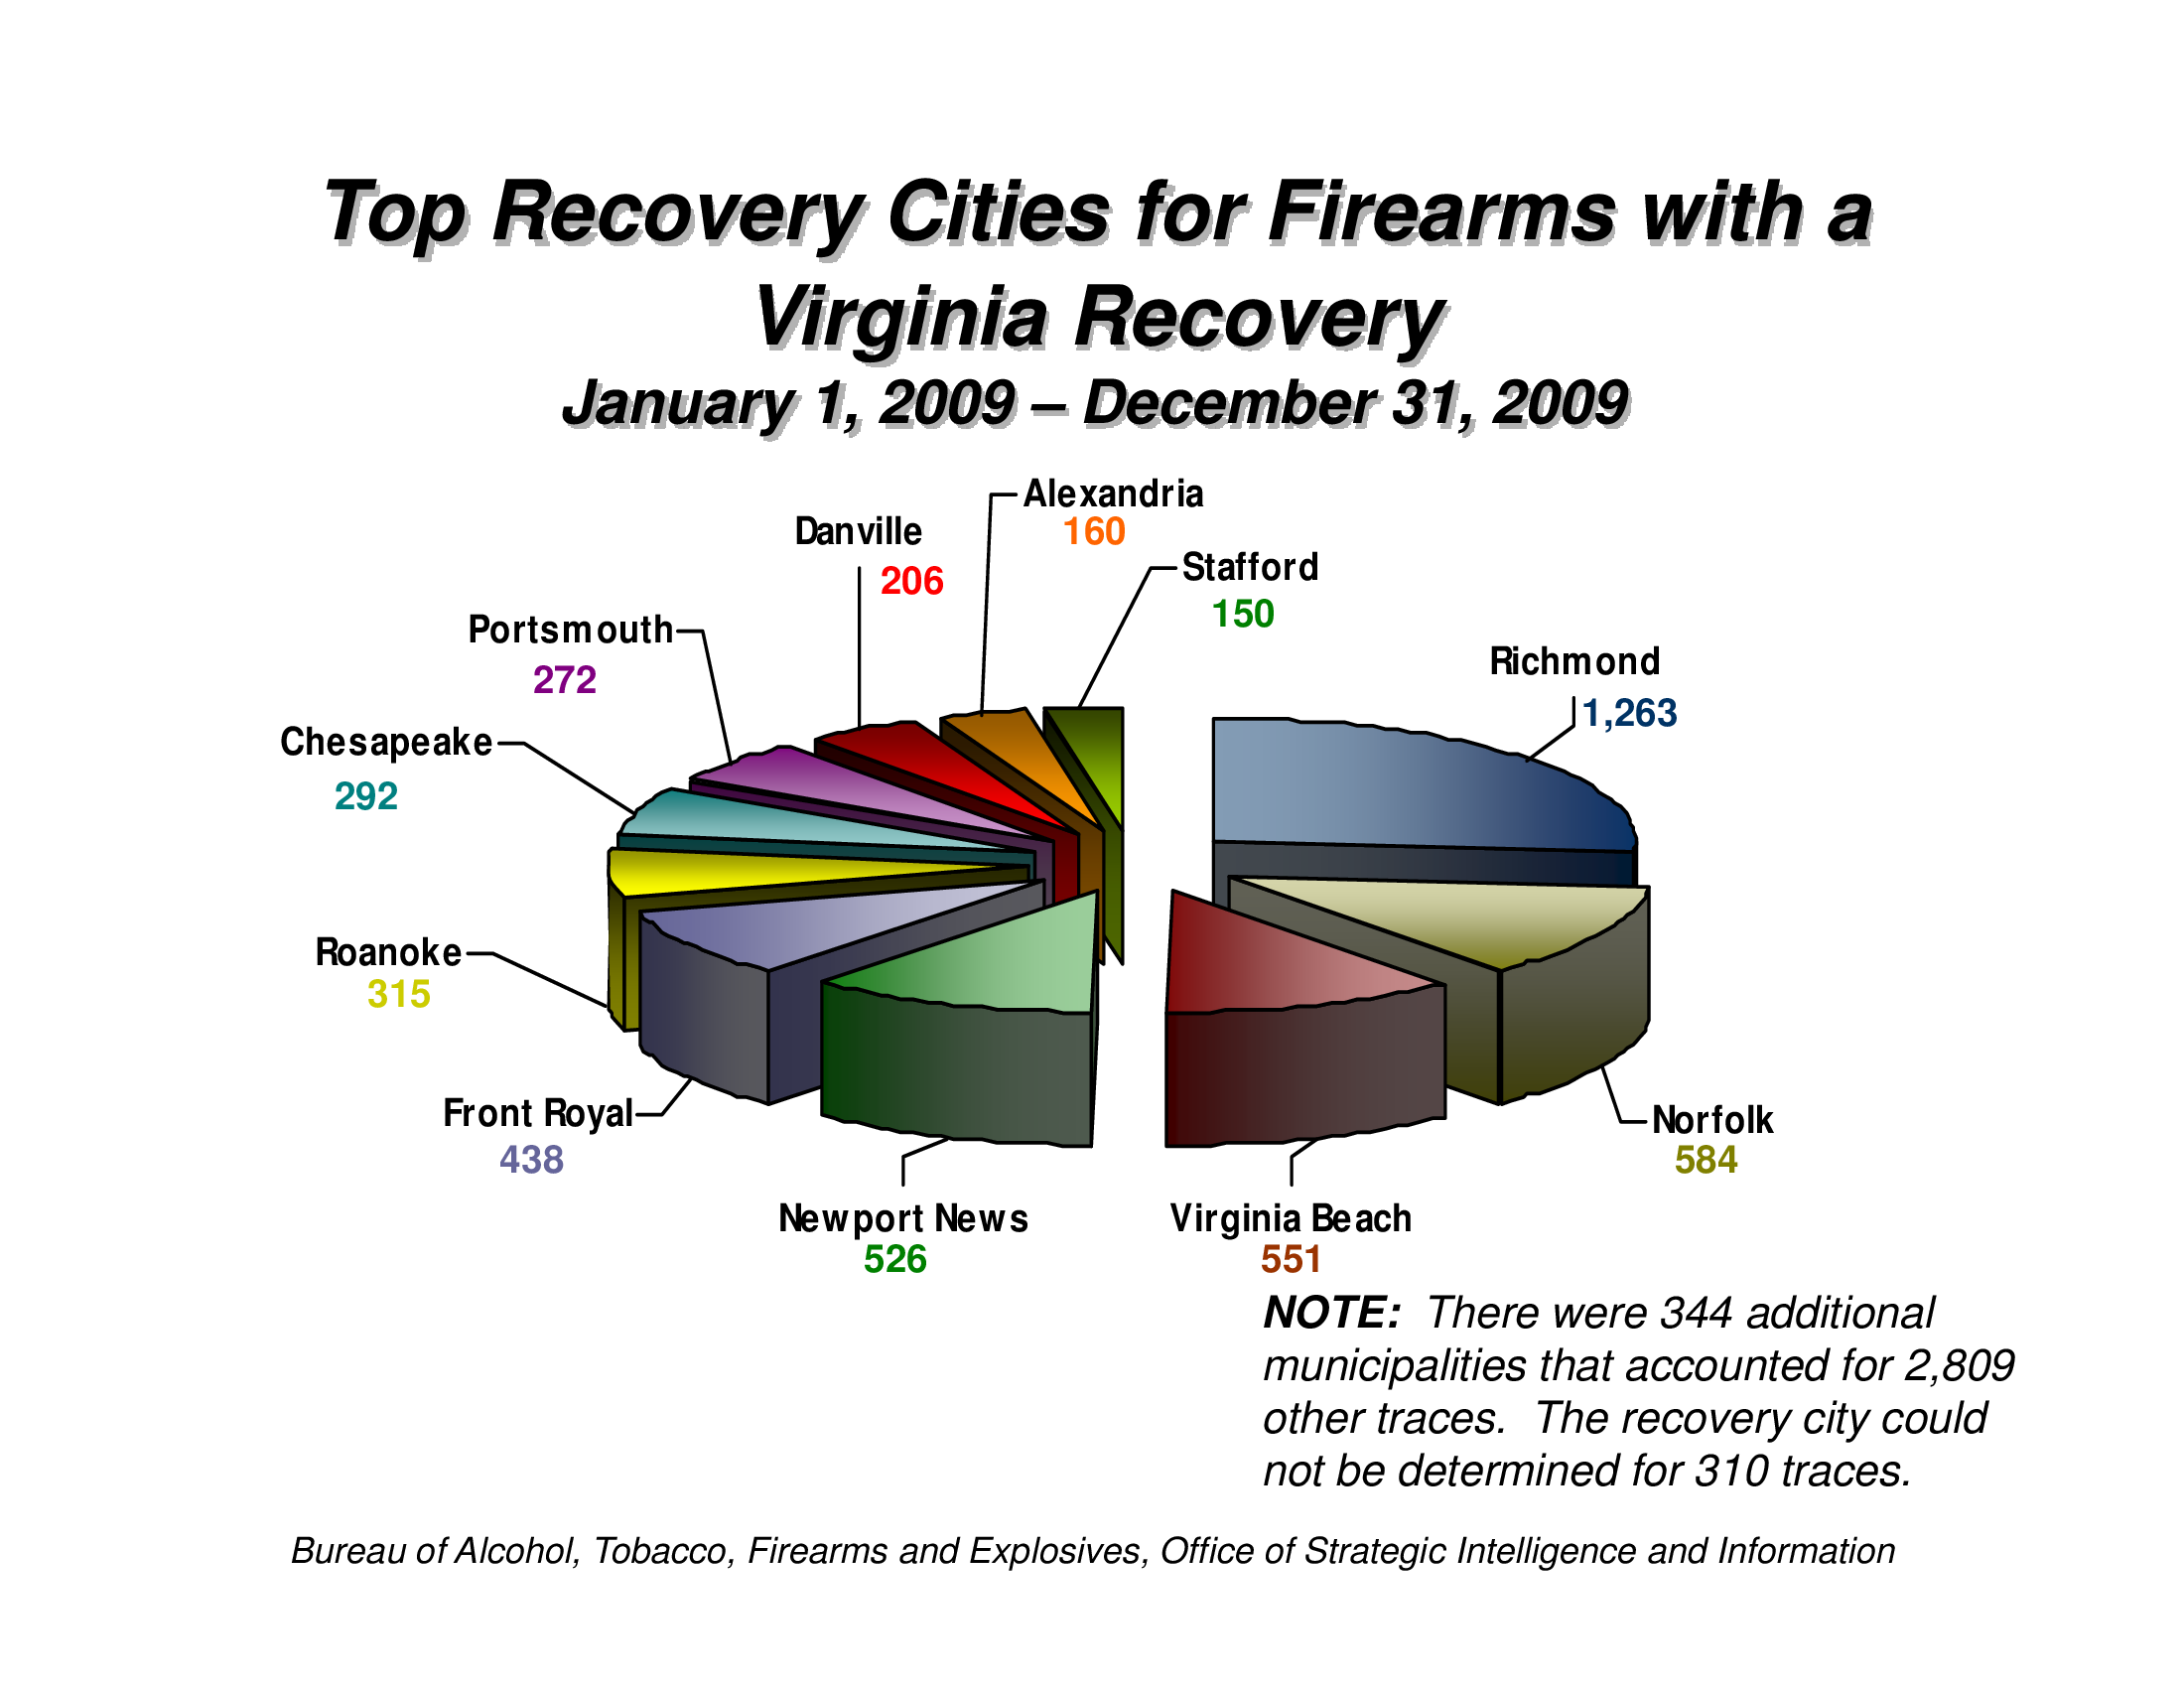 Top Recovery Cities for Firearms with a
Virginia Recovery
January 1, 2009 – December 31, 2009
Alexandria
160
Danville
206
Stafford
150
Portsmouth
272
Richmond
1,263
Chesapeake
292
Roanoke
315
Front Royal
438
Norfolk
584
Newport News
526
Virginia Beach
551
NOTE: There were 344 additional
municipalities that accounted for 2,809
other traces. The recovery city could
not be determined for 310 traces.
Bureau of Alcohol, Tobacco, Firearms and Explosives, Office of Strategic Intelligence and Information